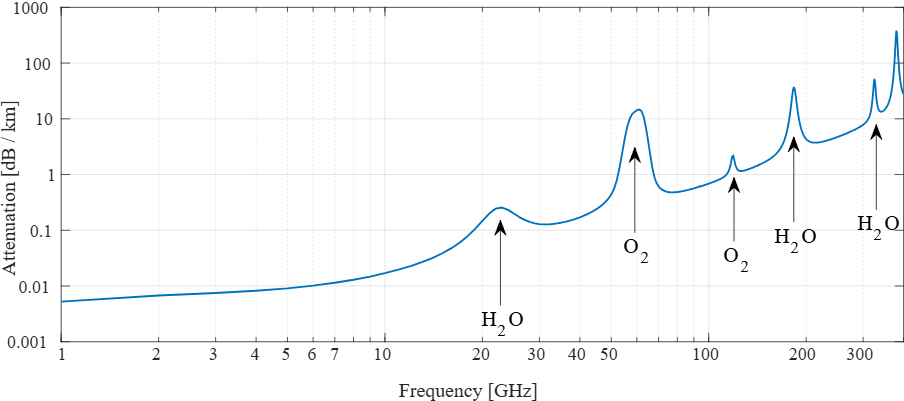 1000
100
10
1
0.1
0.01
0.001
Attenuation [dB / km]
H2O
O2
O2
H2O
H2O
1 2 3 4 5 6 7 10 20 30 40 50 100 200 300
Frequency [GHz]